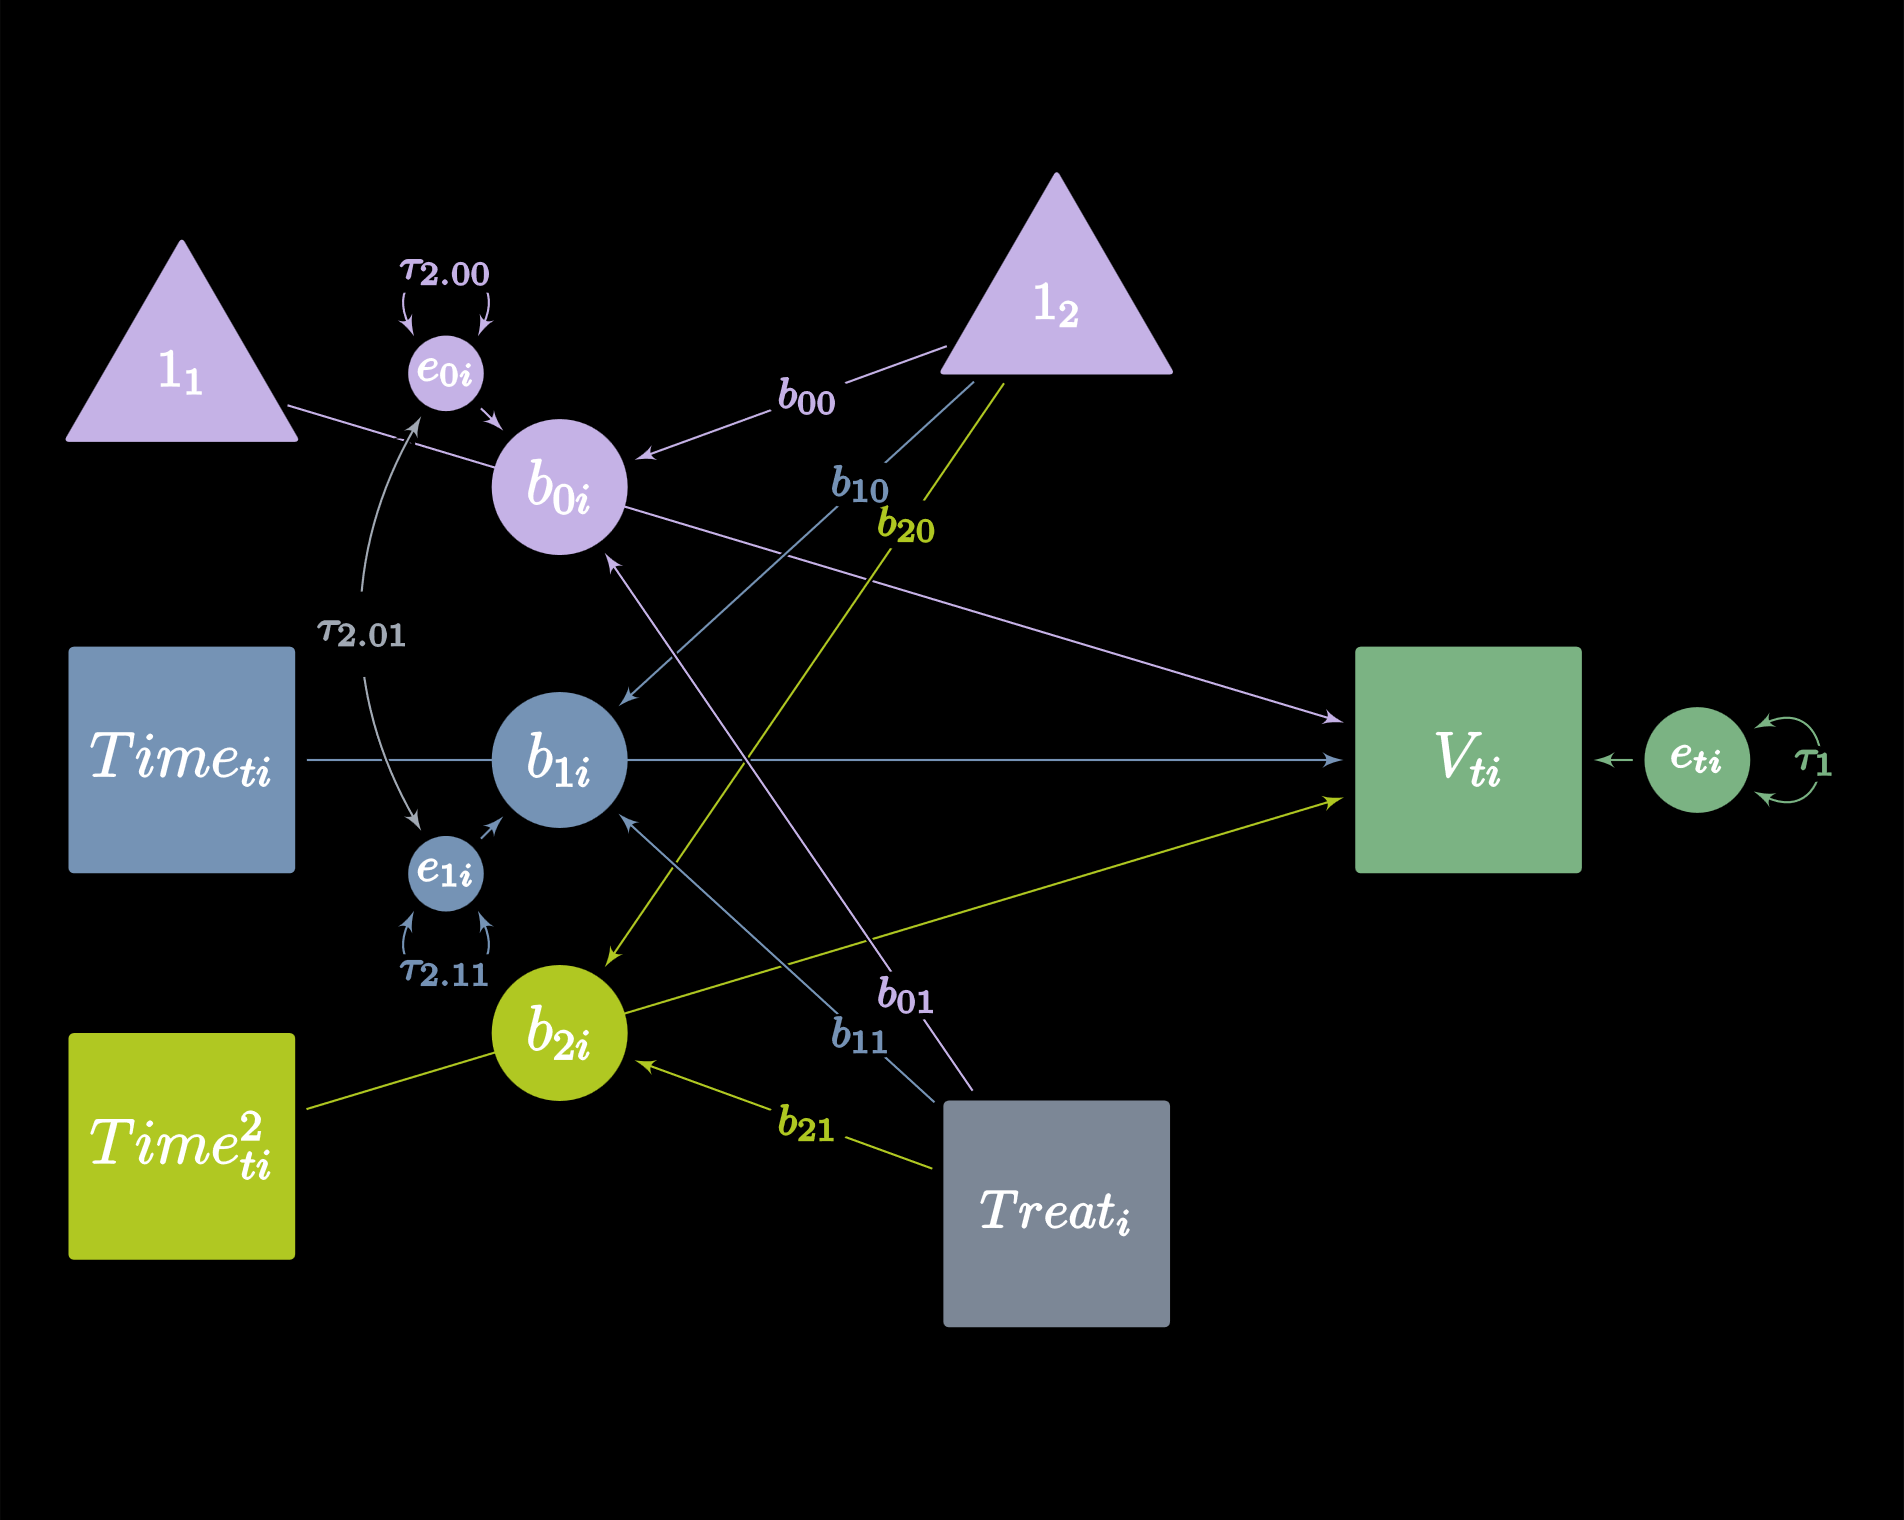 1₂
τ₂.₀₀
1₁
e₀ᵢ
b₀₀
b₀ᵢ
b₁₀
b₂₀
τ₂.₀₁
Timeₜᵢ
b₁ᵢ
Vₜᵢ
eₜᵢ
τ₁
e₁ᵢ
τ₂.₁₁
b₀₁
b₂ᵢ
b₁₁
b₂₁
Time²ₜᵢ
Treatᵢ